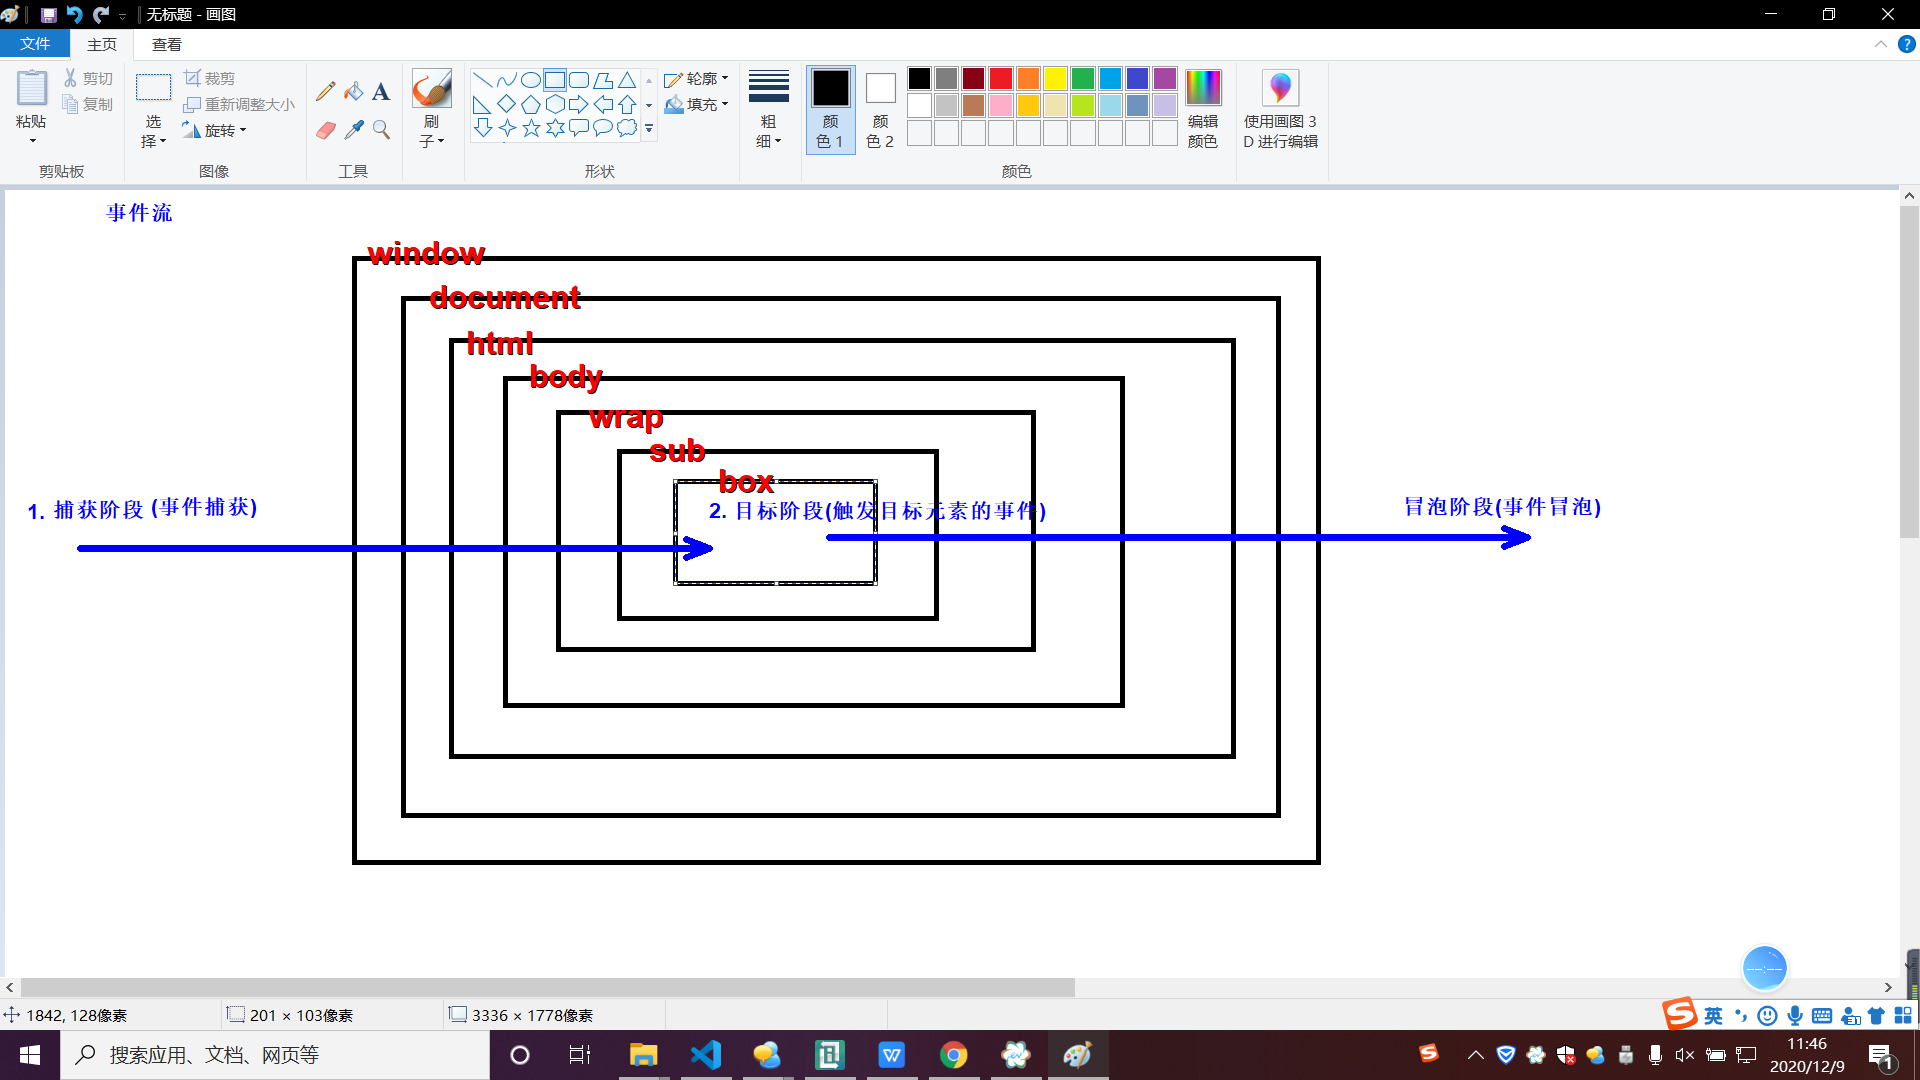 无标题 - 画图
文件 主页 查看
粘贴 剪切 复制
选择 裁剪 重新调整大小 旋转
A
刷子
轮廓 填充
粗细
颜色 1
颜色 2
编辑颜色
使用画图 3D 进行编辑
剪贴板 图像 工具 形状 颜色
事件流
window
document
html
body
wrap
sub
box
1. 捕获阶段 (事件捕获)
2. 目标阶段(触发目标元素的事件)
冒泡阶段(事件冒泡)
1842, 128像素 201 × 103像素 3336 × 1778像素
英
搜索应用、文档、网页等
11:46
2020/12/9
1